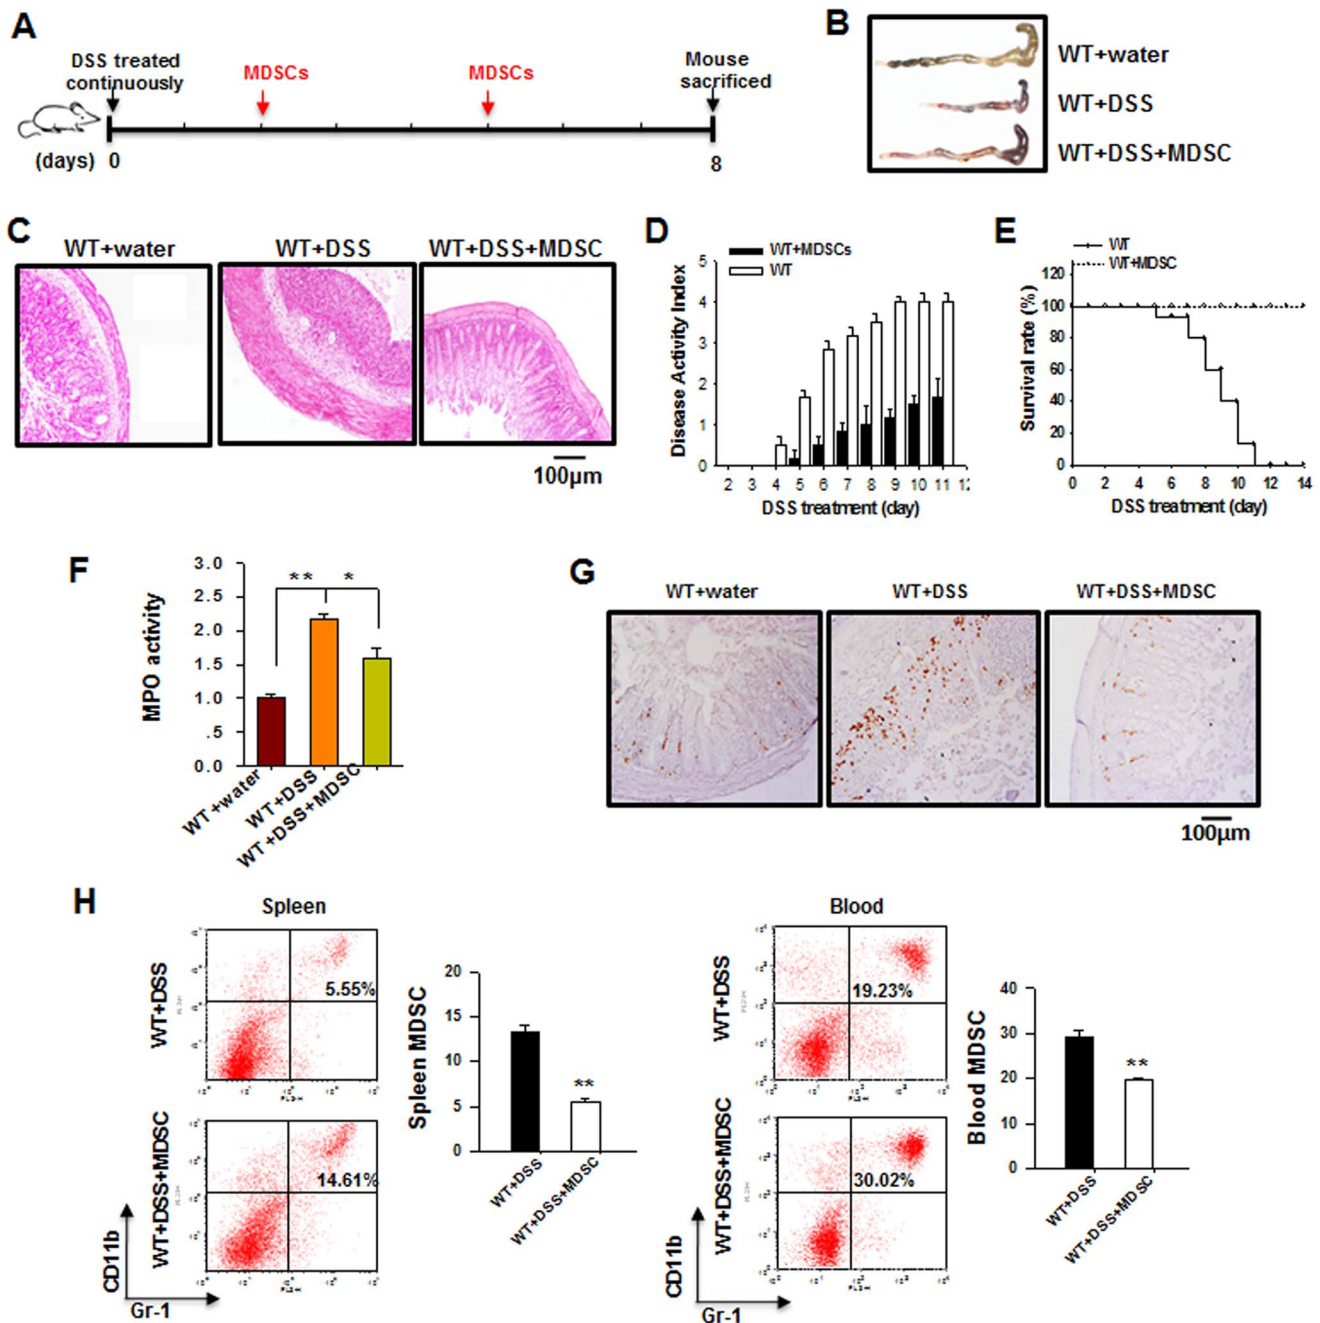 A
DSS treated
continuously
MDSCs
MDSCs
Mouse
sacrificed
(days) 0
8
B
WT+water
WT+DSS
WT+DSS+MDSC
C
WT+water
WT+DSS
WT+DSS+MDSC
100μm
D
WT+MDSCs
WT
Disease Activity Index
5
4
3
2
1
0
2 3 4 5 6 7 8 9 10 11
DSS treatment (day)
E
WT
WT+MDSC
Survival rate (%)
120
100
80
60
40
20
0
0 2 4 6 8 10 12 14
DSS treatment (day)
F
MPO activity
3.0
2.5
2.0
1.5
1.0
.5
0.0
** *
WT+water
WT+DSS
WT+DSS+MDSC
G
WT+water
WT+DSS
WT+DSS+MDSC
100μm
H
Spleen
WT+DSS
5.55%
WT+DSS+MDSC
14.61%
CD11b
Gr-1
Spleen MDSC
20
15
10
5
0
**
WT+DSS
WT+DSS+MDSC
Blood
WT+DSS
19.23%
WT+DSS+MDSC
30.02%
CD11b
Gr-1
Blood MDSC
40
30
20
10
0
**
WT+DSS
WT+DSS+MDSC